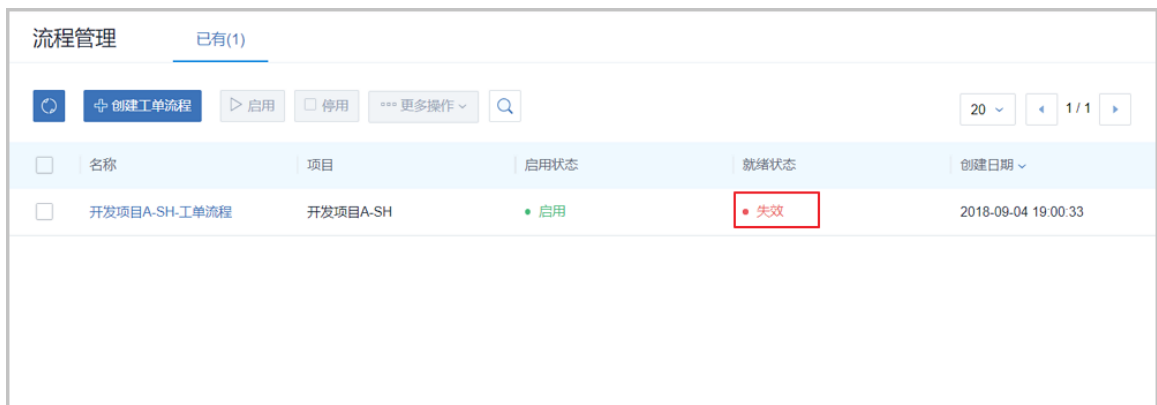 流程管理 已有(1)
创建工单流程 启用 停用 更多操作 20 1 / 1
名称 项目 启用状态 就绪状态 创建日期
开发项目A-SH-工单流程 开发项目A-SH 启用 失效 2018-09-04 19:00:33